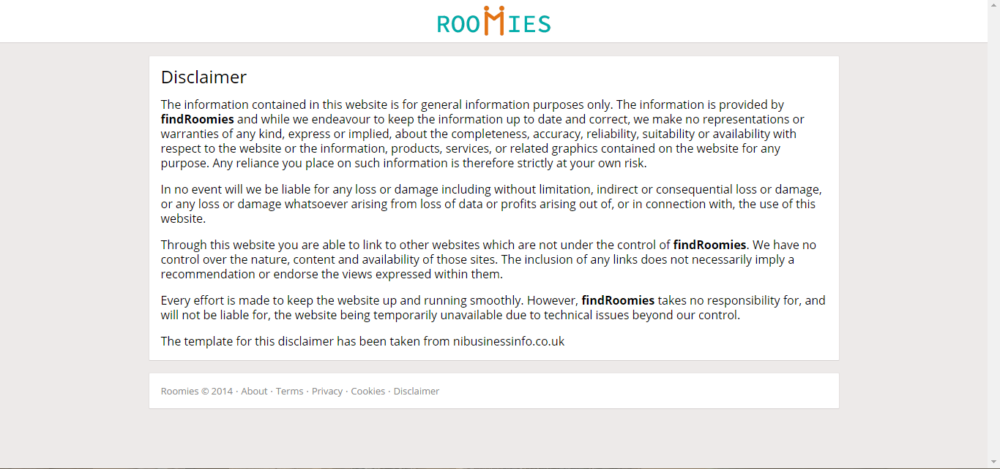 ROOMIES
Disclaimer
The information contained in this website is for general information purposes only. The information is provided by
findRoomies and while we endeavour to keep the information up to date and correct, we make no representations or
warranties of any kind, express or implied, about the completeness, accuracy, reliability, suitability or availability with
respect to the website or the information, products, services, or related graphics contained on the website for any
purpose. Any reliance you place on such information is therefore strictly at your own risk.
In no event will we be liable for any loss or damage including without limitation, indirect or consequential loss or damage,
or any loss or damage whatsoever arising from loss of data or profits arising out of, or in connection with, the use of this
website.
Through this website you are able to link to other websites which are not under the control of findRoomies. We have no
control over the nature, content and availability of those sites. The inclusion of any links does not necessarily imply a
recommendation or endorse the views expressed within them.
Every effort is made to keep the website up and running smoothly. However, findRoomies takes no responsibility for, and
will not be liable for, the website being temporarily unavailable due to technical issues beyond our control.
The template for this disclaimer has been taken from nibusinessinfo.co.uk
Roomies © 2014 · About · Terms · Privacy · Cookies · Disclaimer